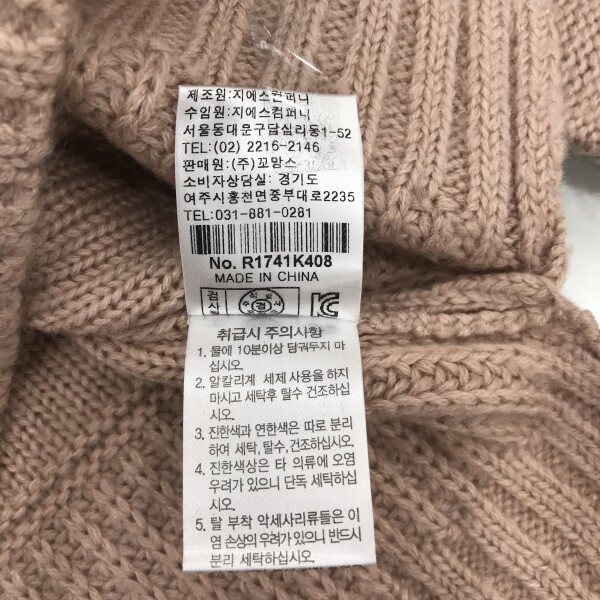 제조원:지에스컴퍼니
수입원:지에스컴퍼니
서울동대문구답십리동1-52
TEL:(02) 2216-2146
판매원:(주)꼬망스
소비자상담실: 경기도
여주시흥천면중부대로2235
TEL:031-881-0281
No. R1741K408
MADE IN CHINA
검
검사
취급시 주의사항
1. 물에 10분이상 담궈두지 마
십시오.
2. 알칼리계 세제 사용을 하지
마시고 세탁후 탈수 건조하십
시오.
3. 진한색과 연한색은 따로 분리
하여 세탁,탈수,건조하십시오.
4. 진한색상은 타 의류에 오염
우려가 있으니 단독 세탁하십
시오.
5. 탈 부착 악세사리류들은 이
염 손상의 우려가 있으니 반드시
분리 세탁하십시오.